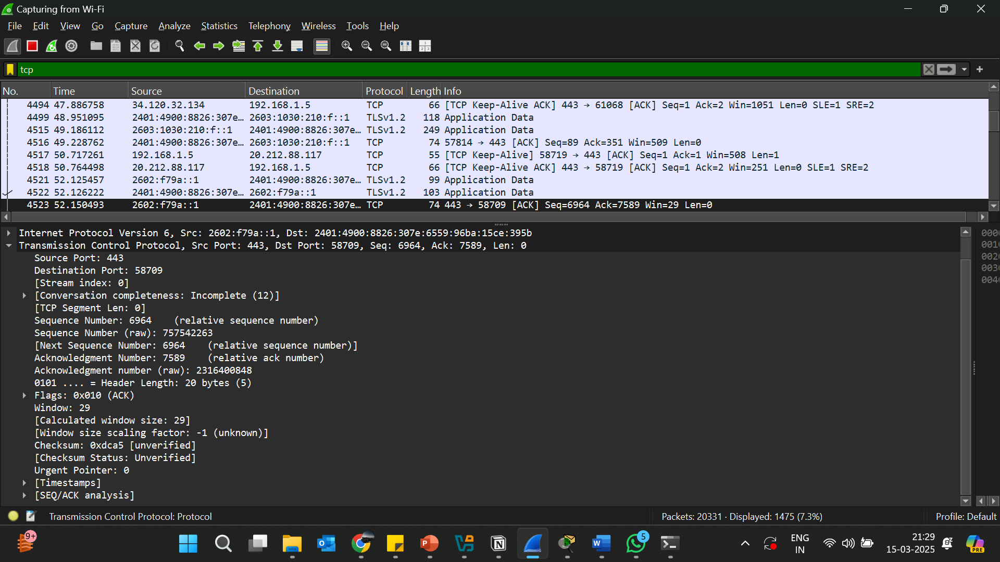 Capturing from Wi-Fi
File Edit View Go Capture Analyze Statistics Telephony Wireless Tools Help
tcp
No. Time Source Destination Protocol Length Info
4494 47.886758 34.120.32.134 192.168.1.5 TCP 66 [TCP Keep-Alive ACK] 443 → 61068 [ACK] Seq=1 Ack=2 Win=1051 Len=0 SLE=1 SRE=2
4499 48.951095 2401:4900:8826:307e… 2603:1030:210:f::1 TLSv1.2 118 Application Data
4515 49.186112 2603:1030:210:f::1 2401:4900:8826:307e… TLSv1.2 249 Application Data
4516 49.228762 2401:4900:8826:307e… 2603:1030:210:f::1 TCP 74 57814 → 443 [ACK] Seq=89 Ack=351 Win=509 Len=0
4517 50.717261 192.168.1.5 20.212.88.117 TCP 55 [TCP Keep-Alive] 58719 → 443 [ACK] Seq=1 Ack=1 Win=508 Len=1
4518 50.764498 20.212.88.117 192.168.1.5 TCP 66 [TCP Keep-Alive ACK] 443 → 58719 [ACK] Seq=1 Ack=2 Win=251 Len=0 SLE=1 SRE=2
4521 52.125457 2602:f79a::1 2401:4900:8826:307e… TLSv1.2 99 Application Data
4522 52.126222 2401:4900:8826:307e… 2602:f79a::1 TLSv1.2 103 Application Data
4523 52.150493 2602:f79a::1 2401:4900:8826:307e… TCP 74 443 → 58709 [ACK] Seq=6964 Ack=7589 Win=29 Len=0
Internet Protocol Version 6, Src: 2602:f79a::1, Dst: 2401:4900:8826:307e:6559:96ba:15ce:395b
Transmission Control Protocol, Src Port: 443, Dst Port: 58709, Seq: 6964, Ack: 7589, Len: 0
Source Port: 443
Destination Port: 58709
[Stream index: 0]
[Conversation completeness: Incomplete (12)]
[TCP Segment Len: 0]
Sequence Number: 6964 (relative sequence number)
Sequence Number (raw): 757542263
[Next Sequence Number: 6964 (relative sequence number)]
Acknowledgment Number: 7589 (relative ack number)
Acknowledgment number (raw): 2316400848
0101 .... = Header Length: 20 bytes (5)
Flags: 0x010 (ACK)
Window: 29
[Calculated window size: 29]
[Window size scaling factor: -1 (unknown)]
Checksum: 0xdca5 [unverified]
[Checksum Status: Unverified]
Urgent Pointer: 0
[Timestamps]
[SEQ/ACK analysis]
000
001
002
003
004
Transmission Control Protocol: Protocol
Packets: 20331 · Displayed: 1475 (7.3%)
Profile: Default
9+
5
ENG
IN
21:29
15-03-2025
PRE